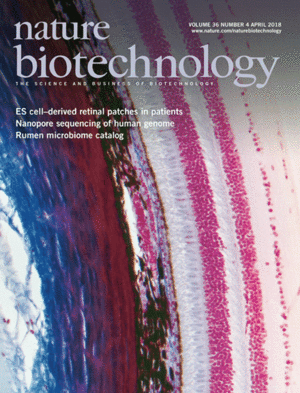 nature
VOLUME 36 NUMBER 4 APRIL 2018
www.nature.com/naturebiotechnology
biotechnology
THE SCIENCE AND BUSINESS OF BIOTECHNOLOGY
ES cell–derived retinal patches in patients
Nanopore sequencing of human genome
Rumen microbiome catalog